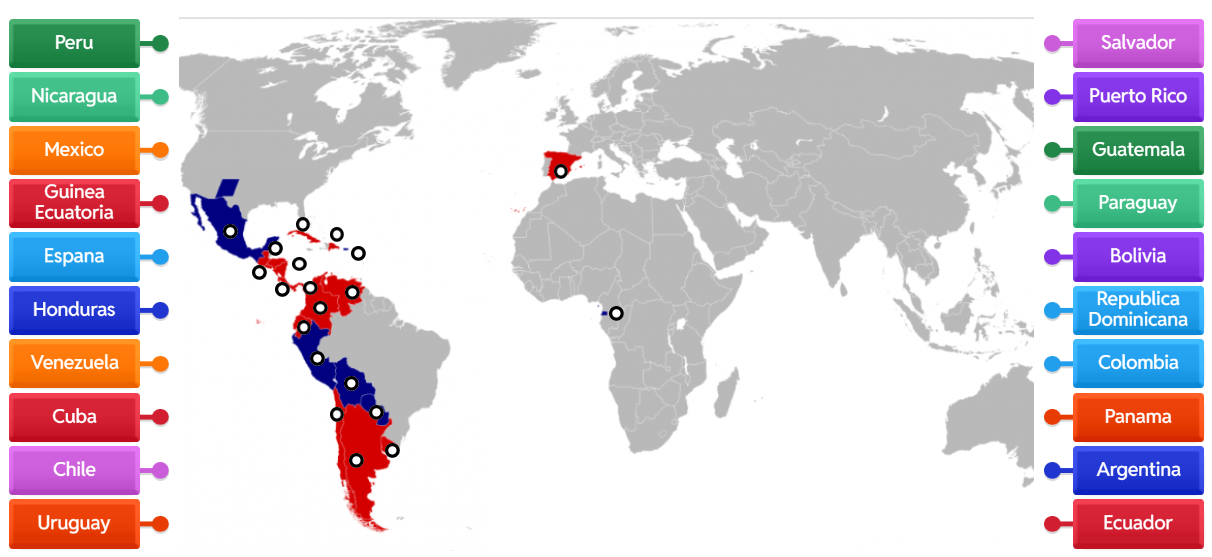 Peru
Nicaragua
Mexico
Guinea
Ecuatoria
Espana
Honduras
Venezuela
Cuba
Chile
Uruguay
Salvador
Puerto Rico
Guatemala
Paraguay
Bolivia
Republica
Dominicana
Colombia
Panama
Argentina
Ecuador